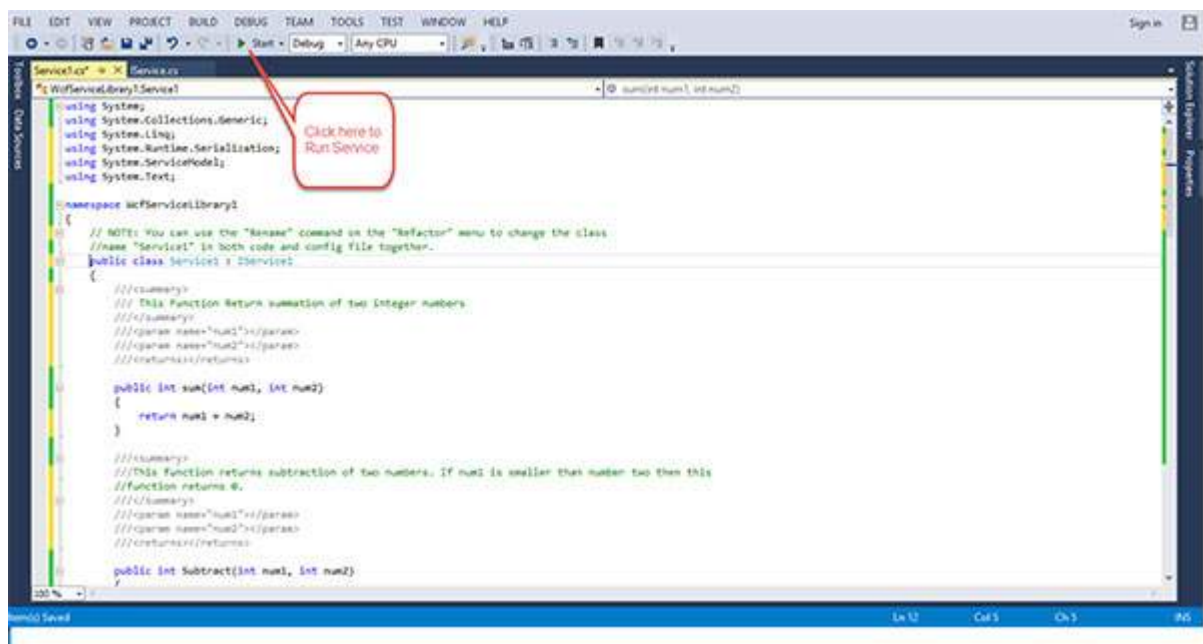 FILE EDIT VIEW PROJECT BUILD DEBUG TEAM TOOLS TEST WINDOW HELP
Sign in
Start Debug Any CPU
Toolbox Data Sources
Service1.cs* IService.cs
WcfServiceLibrary1.Service1
sum(int num1, int num2)
Solution Explorer Properties
using System;
using System.Collections.Generic;
using System.Linq;
using System.Runtime.Serialization;
using System.ServiceModel;
using System.Text;
Click here to
Run Service
namespace WcfServiceLibrary1
{
// NOTE: You can use the "Rename" command on the "Refactor" menu to change the class
//name "Service1" in both code and config file together.
public class Service1 : IService1
{
///<summary>
/// This Function Return summation of two integer numbers
///</summary>
///<param name="num1"></param>
///<param name="num2"></param>
///<returns></returns>
public int sum(int num1, int num2)
{
return num1 + num2;
}
///<summary>
///This function returns subtraction of two numbers. If num1 is smaller than number two then this
//function returns 0.
///</summary>
///<param name="num1"></param>
///<param name="num2"></param>
///<returns></returns>
public int Subtract(int num1, int num2)
{
100 %
Item(s) Saved
Ln 12 Col 5 Ch 5 INS